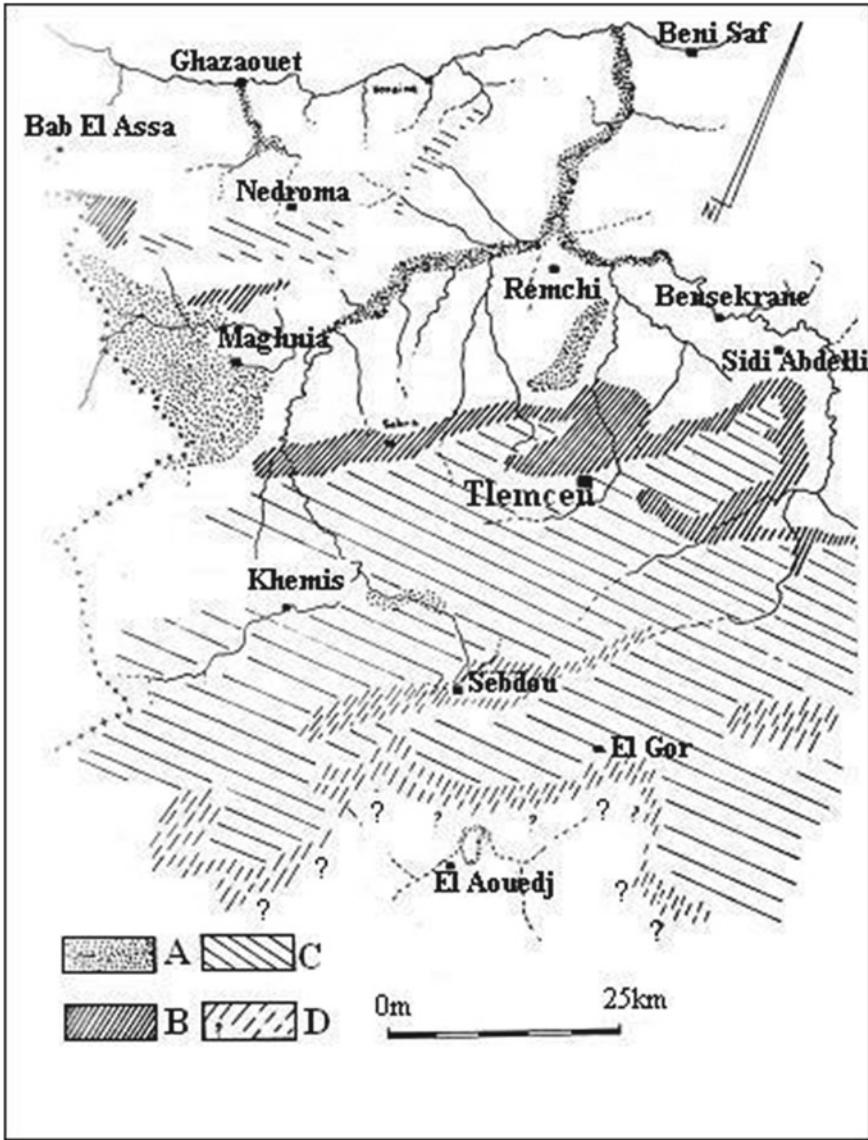 Beni Saf
Ghazaouet
Bab El Assa
Nedroma
Rémchi
Bensekrane
Maghnia
Sidi Abdelli
Tlemcen
Khemis
Sebdou
El Gor
? ? ? ? ?
? El Aouedj ?
? ? ?
A C
B D
0m 25km